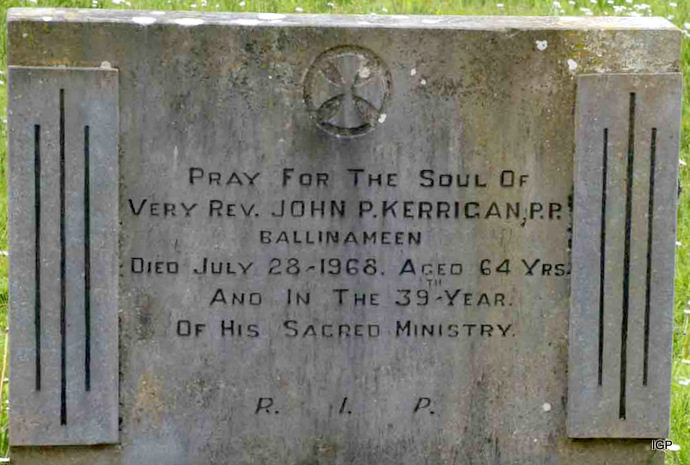 PRAY FOR THE SOUL OF
VERY REV. JOHN P. KERRIGAN, P.P.
BALLINAMEEN
DIED JULY 28-1968. AGED 64 YRS.
AND IN THE 39TH YEAR.
OF HIS SACRED MINISTRY.
R. I. P.
IGP